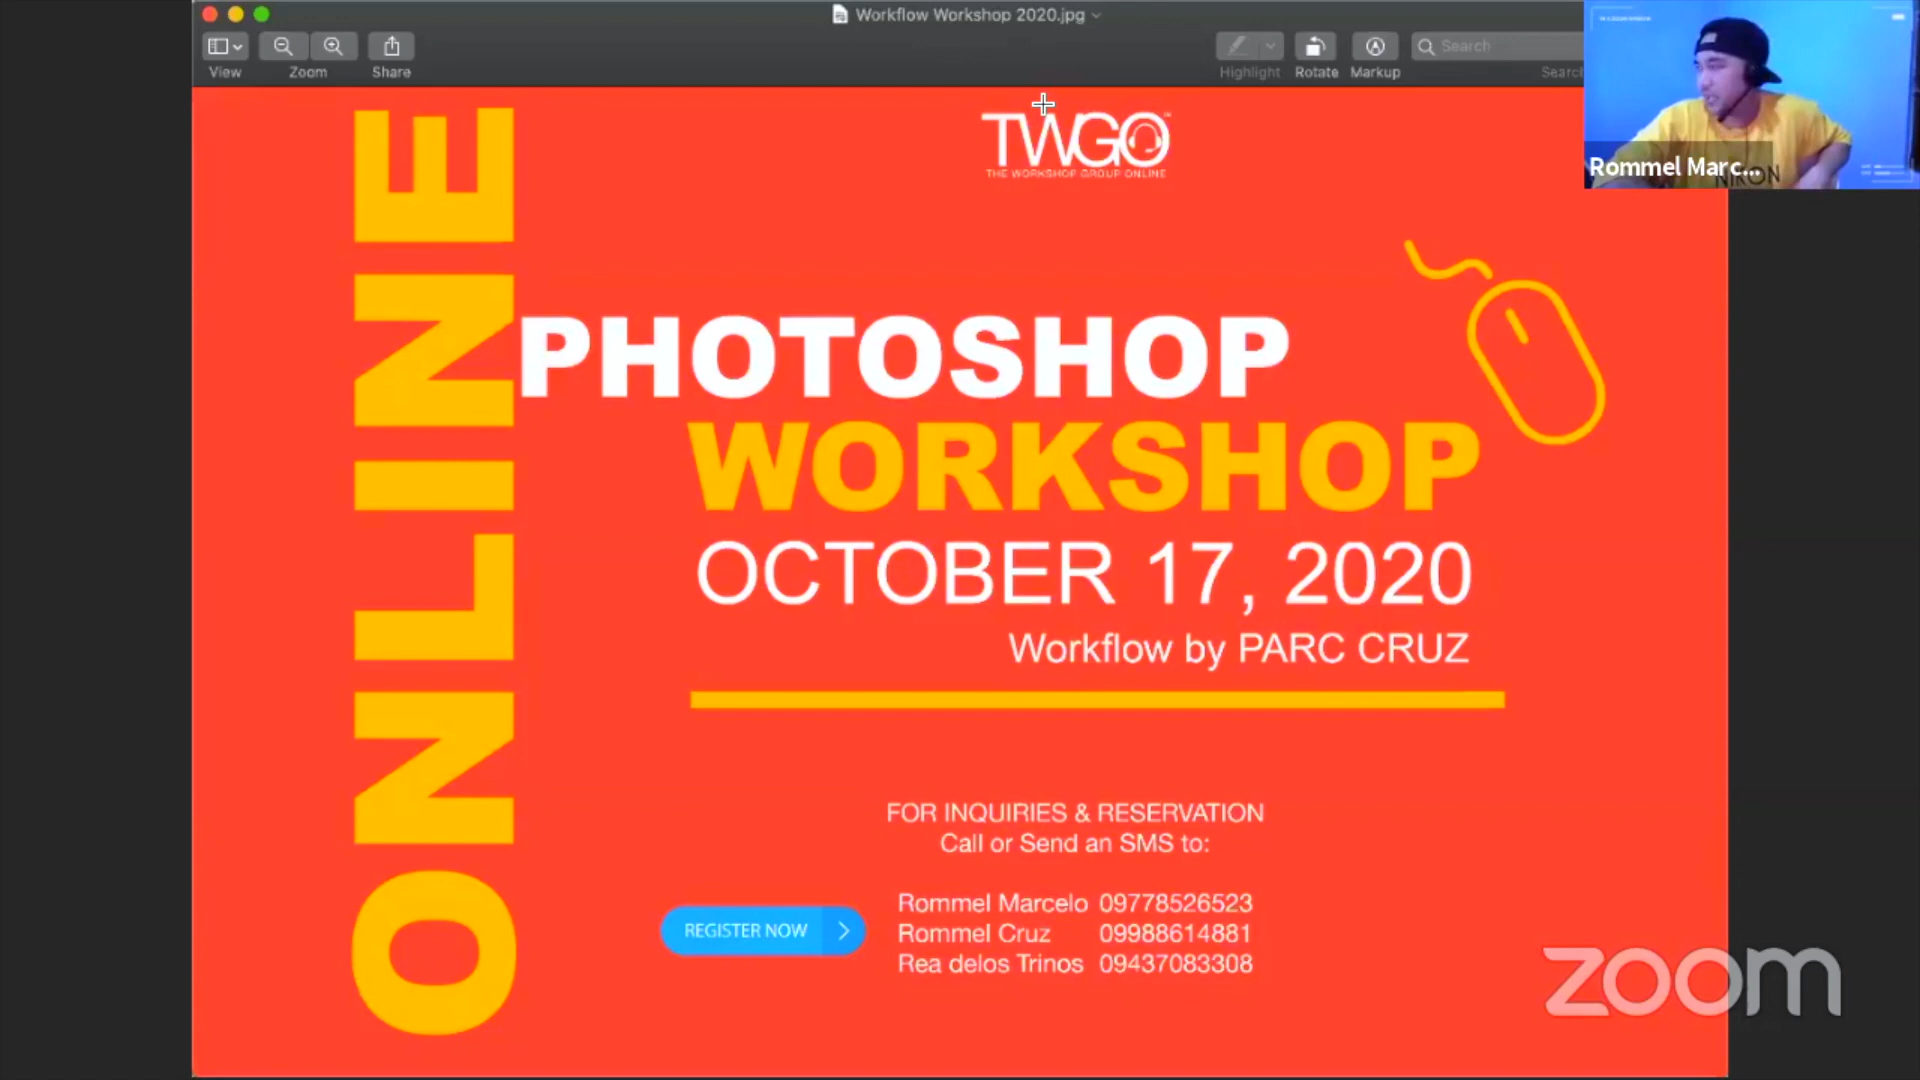 Workflow Workshop 2020.jpg
View
Zoom
Share
Highlight
Rotate
Markup
Search
Search
Rommel Marc...
NIKON
TWGO
THE WORKSHOP GROUP ONLINE
ONLINE
PHOTOSHOP
WORKSHOP
OCTOBER 17, 2020
Workflow by PARC CRUZ
FOR INQUIRIES & RESERVATION
Call or Send an SMS to:
Rommel Marcelo 09778526523
Rommel Cruz 09988614881
Rea delos Trinos 09437083308
REGISTER NOW
zoom